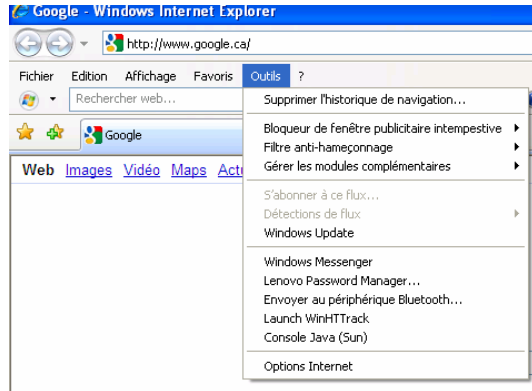 Google - Windows Internet Explorer
http://www.google.ca/
Fichier Edition Affichage Favoris Outils ?
Rechercher web...
Google
Web Images Vidéo Maps Actu
Supprimer l'historique de navigation...
Bloqueur de fenêtre publicitaire intempestive
Filtre anti-hameçonnage
Gérer les modules complémentaires
S'abonner à ce flux...
Détections de flux
Windows Update
Windows Messenger
Lenovo Password Manager...
Envoyer au périphérique Bluetooth...
Launch WinHTTrack
Console Java (Sun)
Options Internet